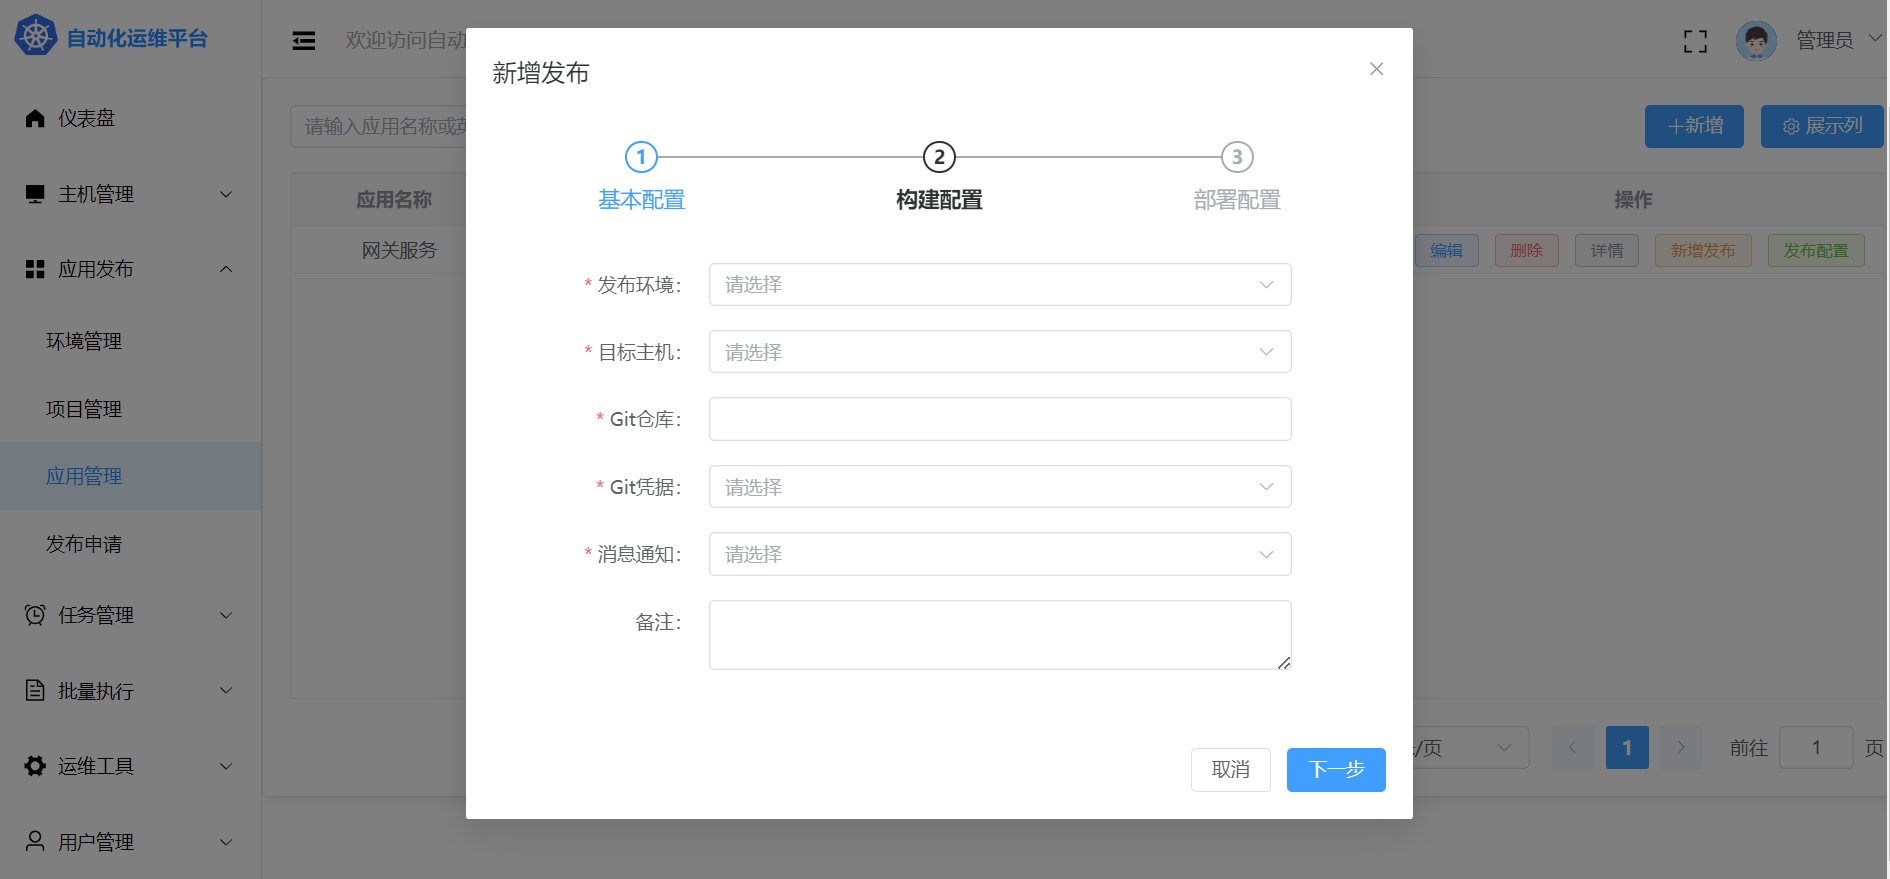 自动化运维平台
欢迎访问自动
管理员
仪表盘
主机管理
应用发布
环境管理
项目管理
应用管理
发布申请
任务管理
批量执行
运维工具
用户管理
请输入应用名称或
+新增
展示列
应用名称
操作
网关服务
编辑
删除
详情
新增发布
发布配置
新增发布
1
2
3
基本配置
构建配置
部署配置
* 发布环境：
请选择
* 目标主机：
请选择
* Git仓库：
* Git凭据：
请选择
* 消息通知：
请选择
备注：
取消
下一步
/页
1
前往
1
页